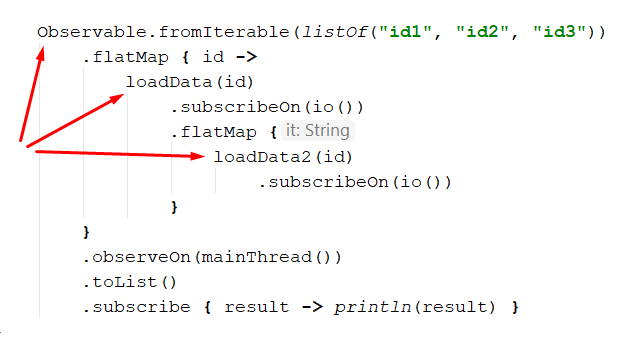 Observable.fromIterable(listOf("id1", "id2", "id3"))
.flatMap { id ->
loadData(id)
.subscribeOn(io())
.flatMap { it: String
loadData2(id)
.subscribeOn(io())
}
}
.observeOn(mainThread())
.toList()
.subscribe { result -> println(result) }